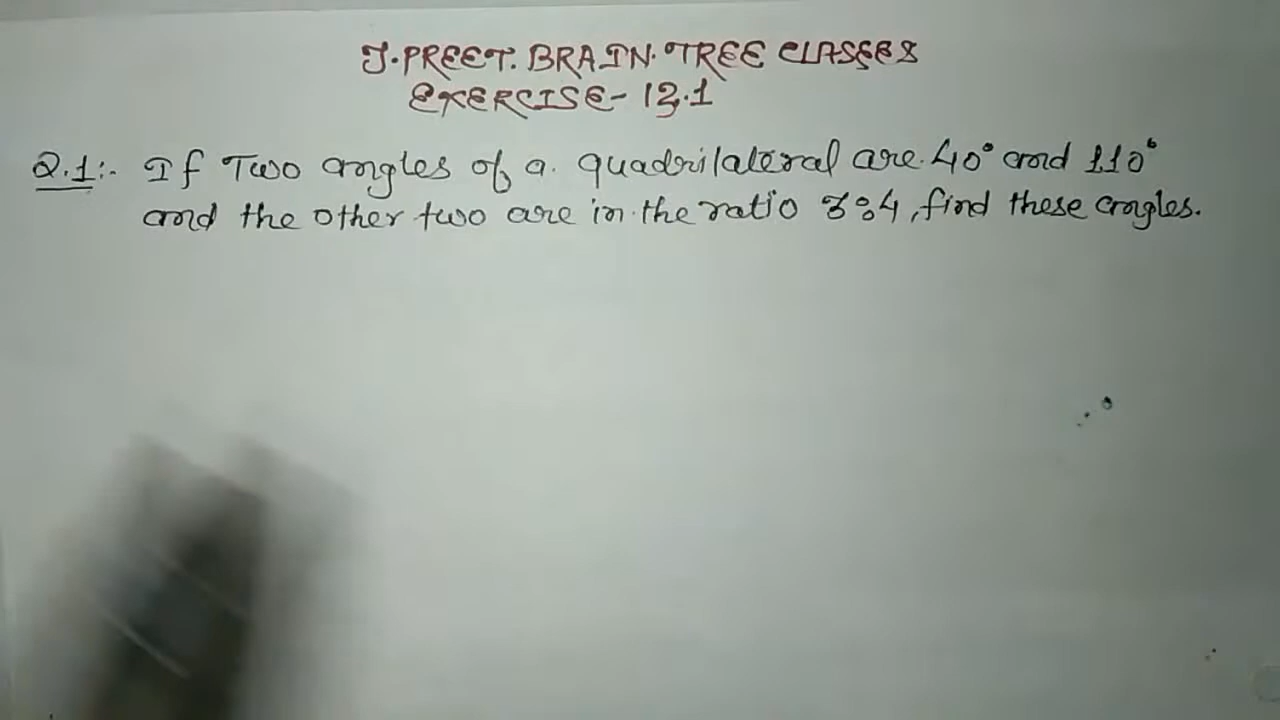 J.PREET. BRAIN.TREE CLASSES
EXERCISE- 13.1
Q.1:- If Two angles of a. quadrilateral are. 40° and 110°
and the other two are in the ratio 3:4, find these angles.